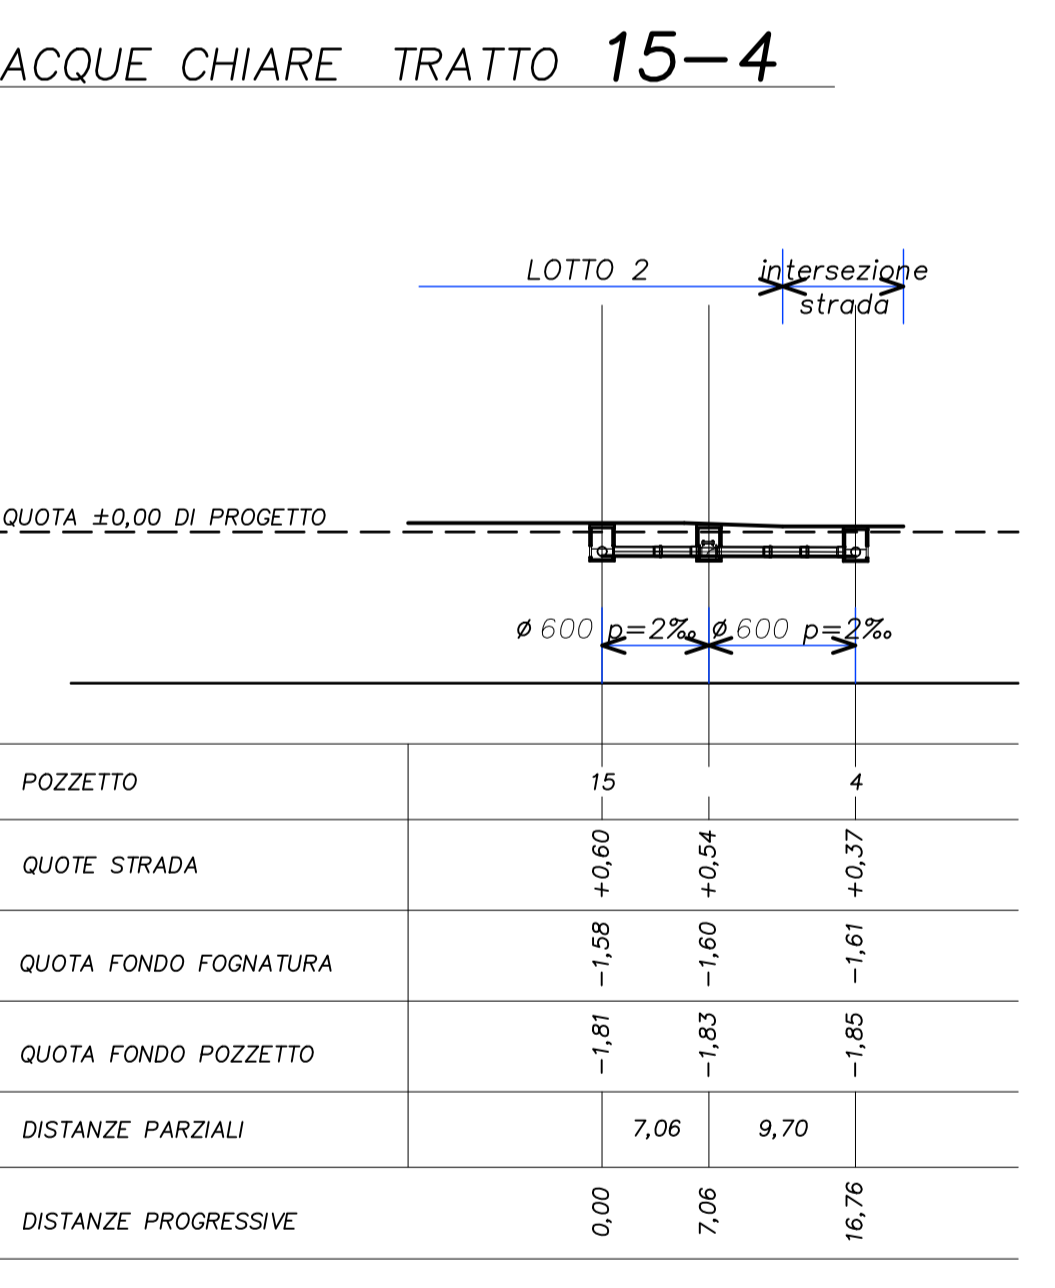 ACQUE CHIARE TRATTO 15-4
LOTTO 2
intersezione
strada
QUOTA ±0,00 DI PROGETTO
ø 600 p=2‰ ø 600 p=2‰
POZZETTO 15 4
QUOTE STRADA +0,60 +0,54 +0,37
QUOTA FONDO FOGNATURA -1,58 -1,60 -1,61
QUOTA FONDO POZZETTO -1,81 -1,83 -1,85
DISTANZE PARZIALI 7,06 9,70
DISTANZE PROGRESSIVE 0,00 7,06 16,76